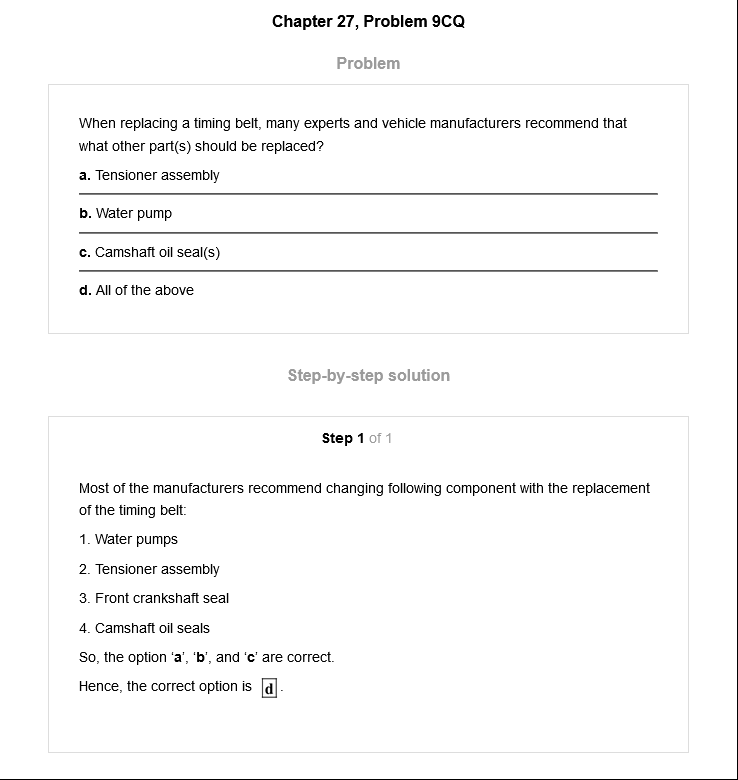 Chapter 27, Problem 9CQ
Problem
When replacing a timing belt, many experts and vehicle manufacturers recommend that
what other part(s) should be replaced?
a. Tensioner assembly
b. Water pump
c. Camshaft oil seal(s)
d. All of the above
Step-by-step solution
Step 1 of 1
Most of the manufacturers recommend changing following component with the replacement
of the timing belt:
1. Water pumps
2. Tensioner assembly
3. Front crankshaft seal
4. Camshaft oil seals
So, the option ‘a’, ‘b’, and ‘c’ are correct.
Hence, the correct option is d.